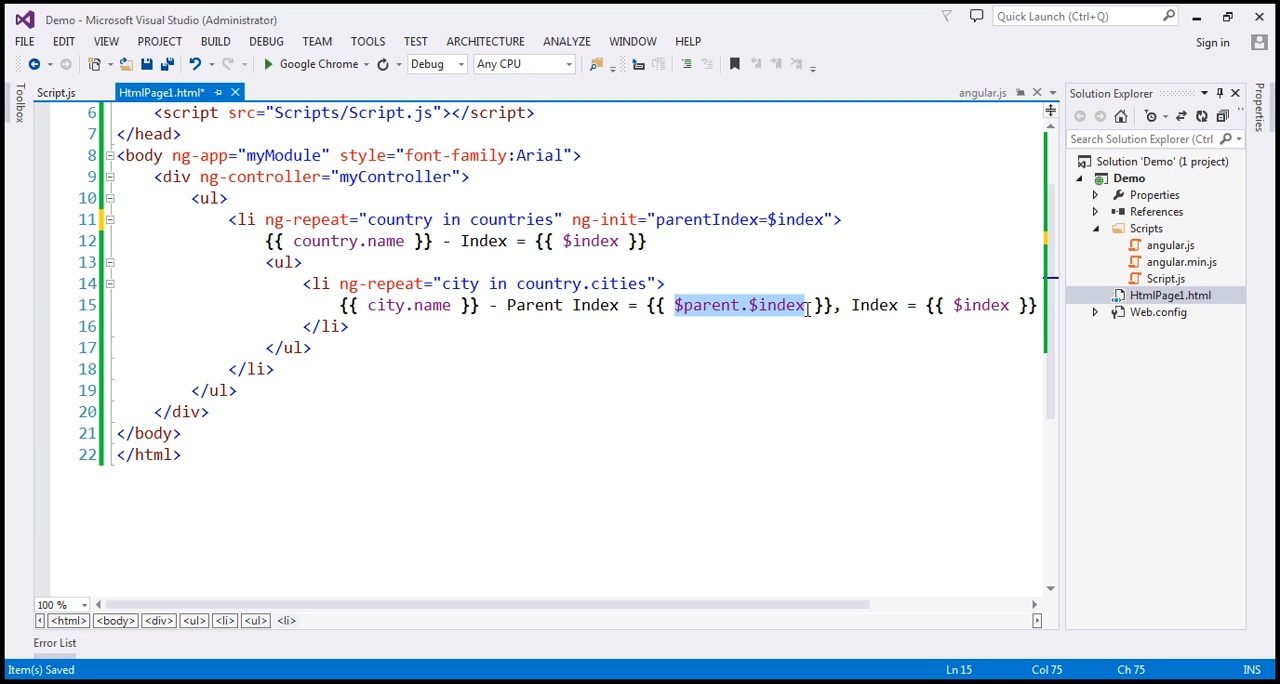 Demo - Microsoft Visual Studio (Administrator)
Quick Launch (Ctrl+Q)
FILE EDIT VIEW PROJECT BUILD DEBUG TEAM TOOLS TEST ARCHITECTURE ANALYZE WINDOW HELP
Sign in
Google Chrome Debug Any CPU
Toolbox
Script.js HtmlPage1.html* angular.js
6 <script src="Scripts/Script.js"></script>
7 </head>
8 <body ng-app="myModule" style="font-family:Arial">
9 <div ng-controller="myController">
10 <ul>
11 <li ng-repeat="country in countries" ng-init="parentIndex=$index">
12 {{ country.name }} - Index = {{ $index }}
13 <ul>
14 <li ng-repeat="city in country.cities">
15 {{ city.name }} - Parent Index = {{ $parent.$index }}, Index = {{ $index }}
16 </li>
17 </ul>
18 </li>
19 </ul>
20 </div>
21 </body>
22 </html>
100 %
<html> <body> <div> <ul> <li> <ul> <li>
Error List
Item(s) Saved Ln 15 Col 75 Ch 75 INS
Solution Explorer
Search Solution Explorer (Ctrl
Solution 'Demo' (1 project)
Demo
Properties
References
Scripts
angular.js
angular.min.js
Script.js
HtmlPage1.html
Web.config
Properties